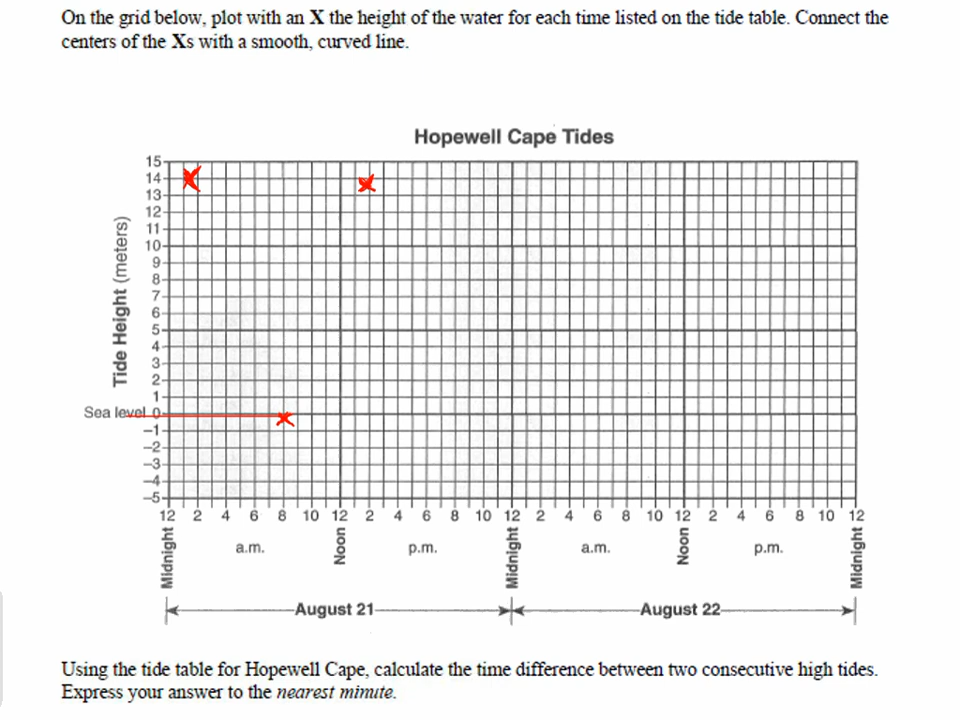 On the grid below, plot with an X the height of the water for each time listed on the tide table. Connect the
centers of the Xs with a smooth, curved line.
Hopewell Cape Tides
Tide Height (meters)
15
14
13
12
11
10
9
8
7
6
5
4
3
2
1
Sea level 0
–1
–2
–3
–4
–5
12 2 4 6 8 10 12 2 4 6 8 10 12 2 4 6 8 10 12 2 4 6 8 10 12
Midnight a.m. Noon p.m. Midnight a.m. Noon p.m. Midnight
August 21 August 22
Using the tide table for Hopewell Cape, calculate the time difference between two consecutive high tides.
Express your answer to the nearest minute.